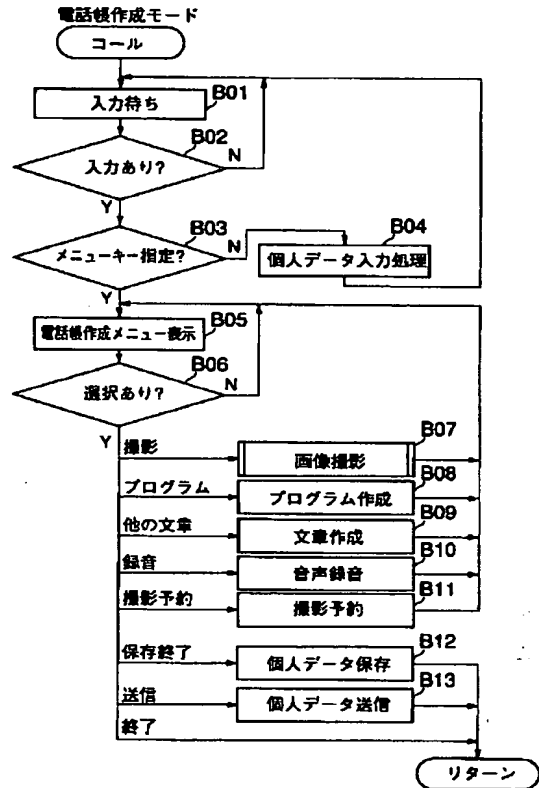 電話帳作成モード
コール
B01
入力待ち
B02
入力あり?
N
Y
B03
メニューキー指定?
N
Y
B04
個人データ入力処理
B05
電話帳作成メニュー表示
B06
選択あり?
N
Y
撮影
B07
画像撮影
プログラム
B08
プログラム作成
他の文章
B09
文章作成
録音
B10
音声録音
撮影予約
B11
撮影予約
保存終了
B12
個人データ保存
送信
B13
個人データ送信
終了
リターン